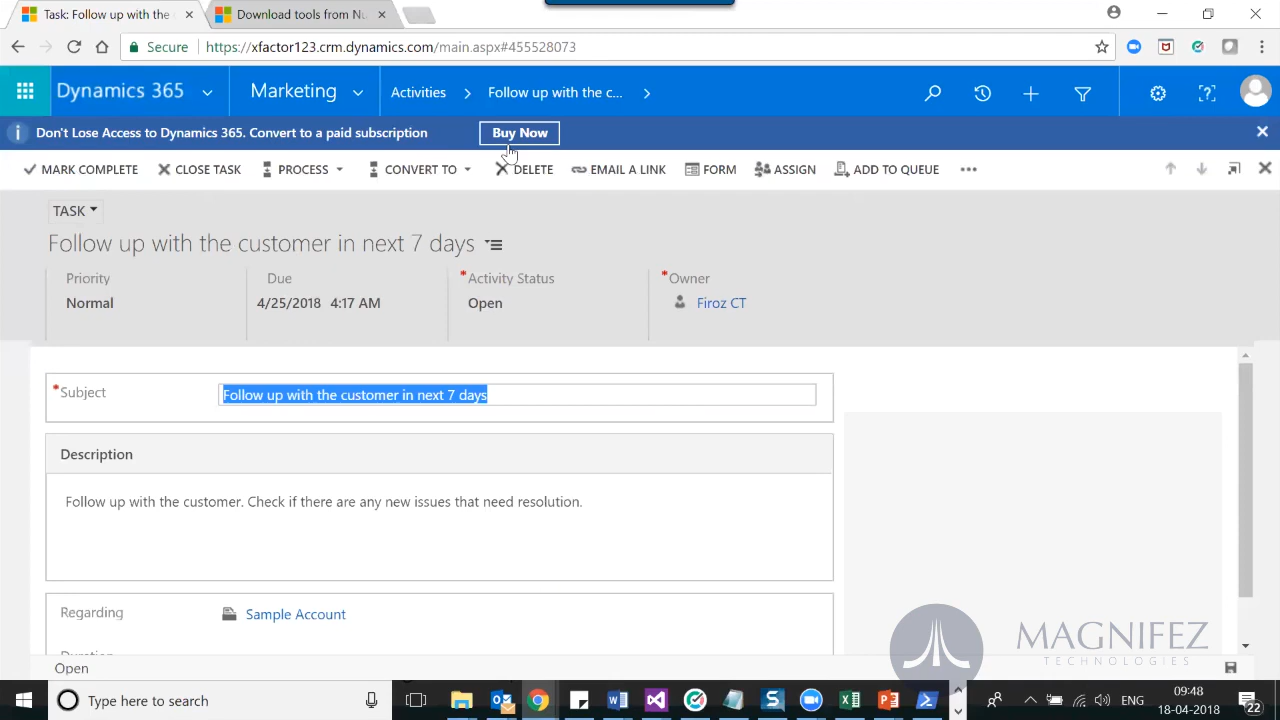 Task: Follow up with the
Download tools from Nu
Secure
https://xfactor123.crm.dynamics.com/main.aspx#455528073
Dynamics 365
Marketing
Activities
Follow up with the c...
Don't Lose Access to Dynamics 365. Convert to a paid subscription
Buy Now
MARK COMPLETE
CLOSE TASK
PROCESS
CONVERT TO
DELETE
EMAIL A LINK
FORM
ASSIGN
ADD TO QUEUE
TASK
Follow up with the customer in next 7 days
Priority
Due
*Activity Status
*Owner
Normal
4/25/2018 4:17 AM
Open
Firoz CT
*Subject
Follow up with the customer in next 7 days
Description
Follow up with the customer. Check if there are any new issues that need resolution.
Regarding
Sample Account
Duration
MAGNIFEZ
TECHNOLOGIES
Open
Type here to search
ENG
09:48
18-04-2018
22